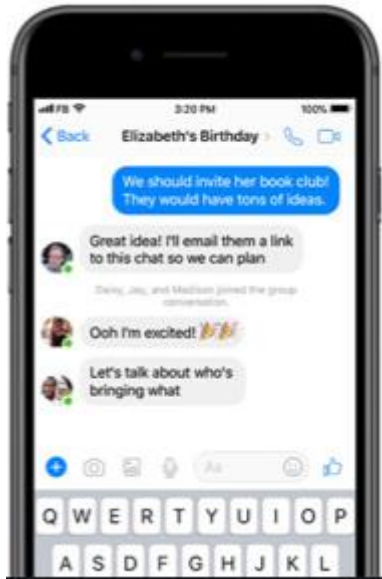 FB 3:20 PM 100%
Back Elizabeth's Birthday
We should invite her book club!
They would have tons of ideas.
Great idea! I'll email them a link
to this chat so we can plan
Daisy, Jay, and Madison joined the group
conversation.
Ooh I'm excited! 🎉🎉
Let's talk about who's
bringing what
Aa
Q W E R T Y U I O P
A S D F G H J K L